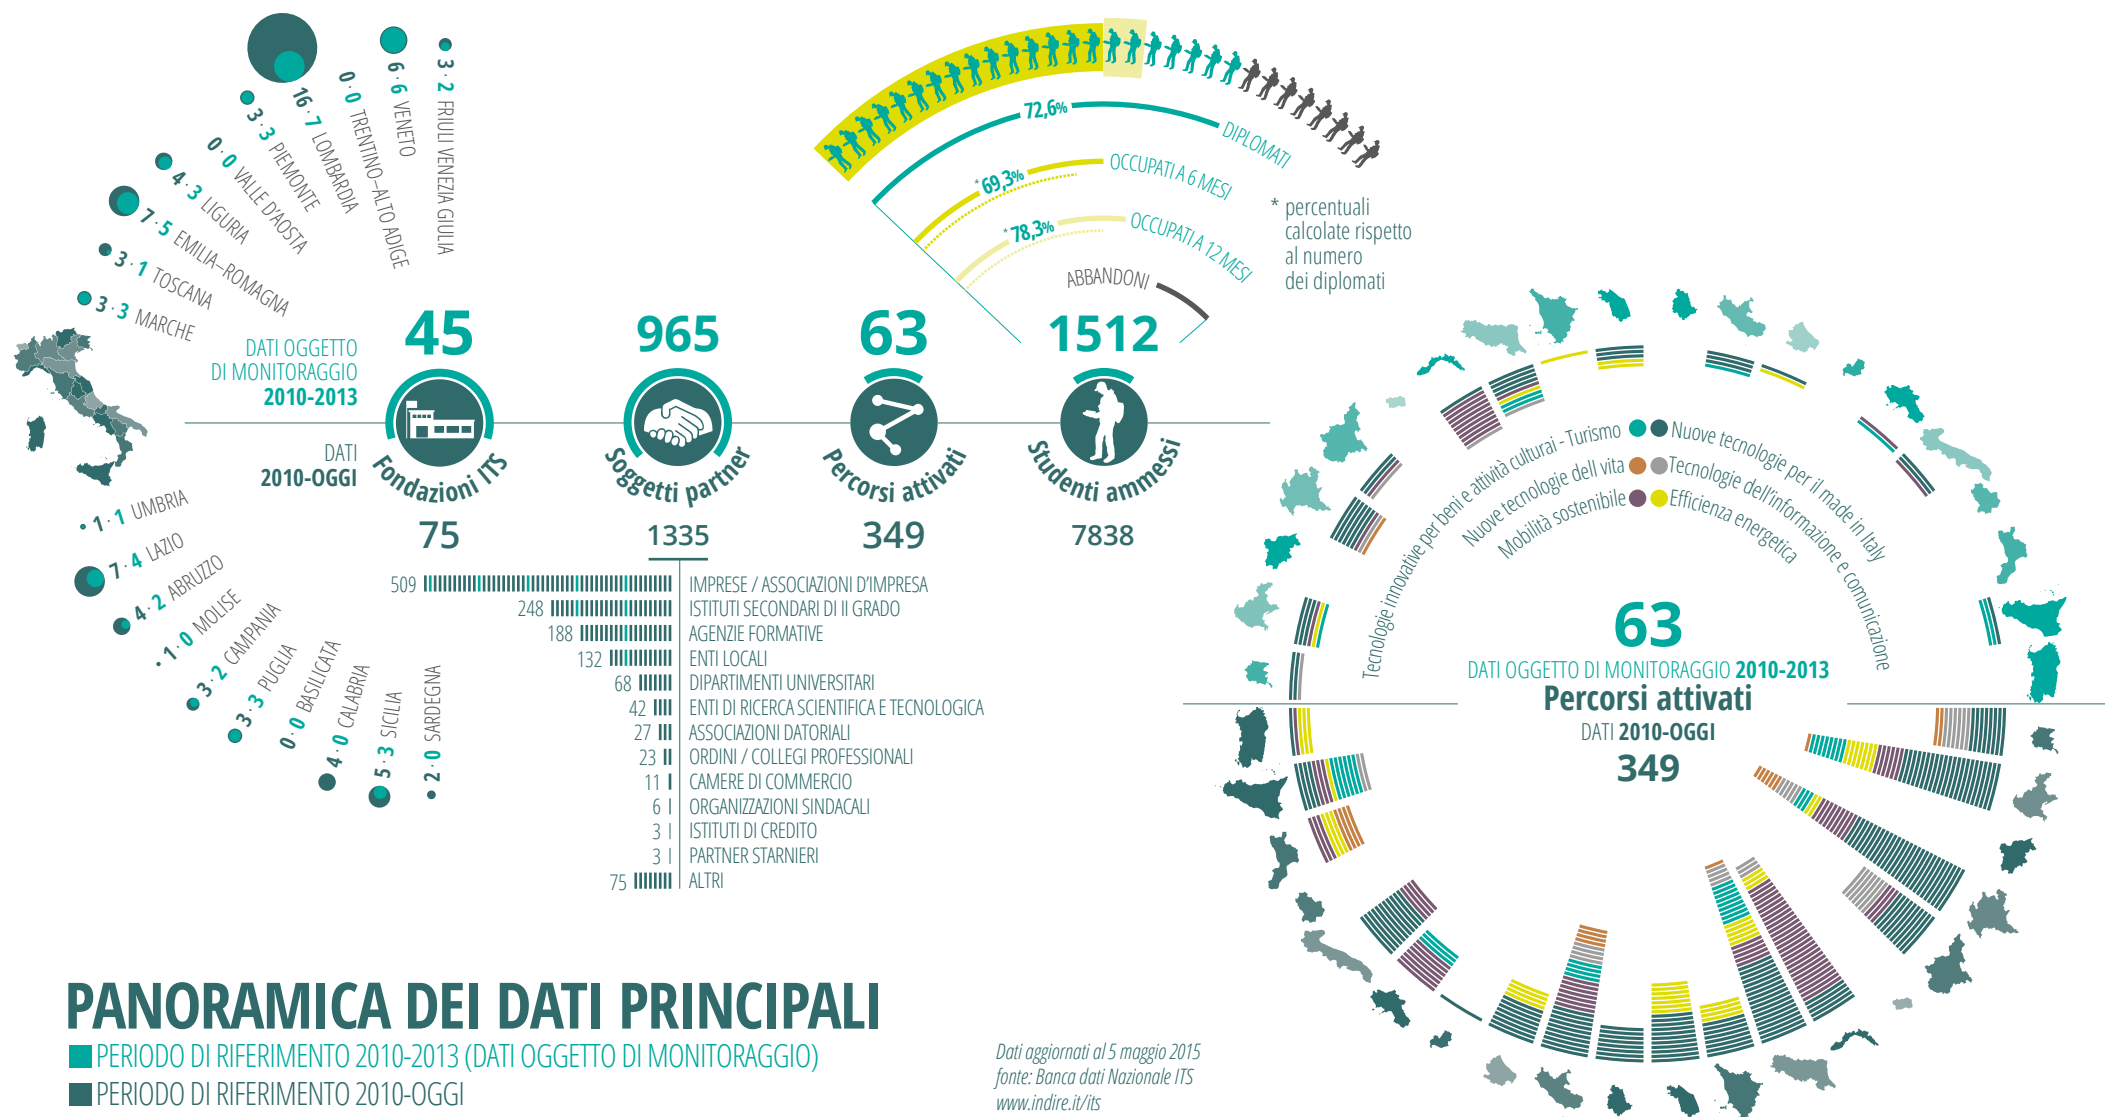 3 · 2 FRIULI VENEZIA GIULIA
6 · 6 VENETO
0 · 0 TRENTINO–ALTO ADIGE
16 · 7 LOMBARDIA
3 · 3 PIEMONTE
0 · 0 VALLE D'AOSTA
4 · 3 LIGURIA
7 · 5 EMILIA–ROMAGNA
3 · 1 TOSCANA
3 · 3 MARCHE
1 · 1 UMBRIA
7 · 4 LAZIO
4 · 2 ABRUZZO
1 · 0 MOLISE
3 · 2 CAMPANIA
3 · 3 PUGLIA
0 · 0 BASILICATA
4 · 0 CALABRIA
5 · 3 SICILIA
2 · 0 SARDEGNA
DATI OGGETTO
DI MONITORAGGIO
2010-2013
DATI
2010-OGGI
45
Fondazioni ITS
75
965
Soggetti partner
1335
63
Percorsi attivati
349
1512
Studenti ammessi
7838
72,6%
DIPLOMATI
* 69,3%
OCCUPATI A 6 MESI
* 78,3%
OCCUPATI A 12 MESI
ABBANDONI
* percentuali
calcolate rispetto
al numero
dei diplomati
509 IMPRESE / ASSOCIAZIONI D'IMPRESA
248 ISTITUTI SECONDARI DI II GRADO
188 AGENZIE FORMATIVE
132 ENTI LOCALI
68 DIPARTIMENTI UNIVERSITARI
42 ENTI DI RICERCA SCIENTIFICA E TECNOLOGICA
27 ASSOCIAZIONI DATORIALI
23 ORDINI / COLLEGI PROFESSIONALI
11 CAMERE DI COMMERCIO
6 ORGANIZZAZIONI SINDACALI
3 ISTITUTI DI CREDITO
3 PARTNER STARNIERI
75 ALTRI
Tecnologie innovative per beni e attività culturai - Turismo
Nuove tecnologie dell vita
Mobilità sostenibile
Nuove tecnologie per il made in Italy
Tecnologie dell'informazione e comunicazione
Efficienza energetica
63
DATI OGGETTO DI MONITORAGGIO 2010-2013
Percorsi attivati
DATI 2010-OGGI
349
PANORAMICA DEI DATI PRINCIPALI
PERIODO DI RIFERIMENTO 2010-2013 (DATI OGGETTO DI MONITORAGGIO)
PERIODO DI RIFERIMENTO 2010-OGGI
Dati aggiornati al 5 maggio 2015
fonte: Banca dati Nazionale ITS
www.indire.it/its